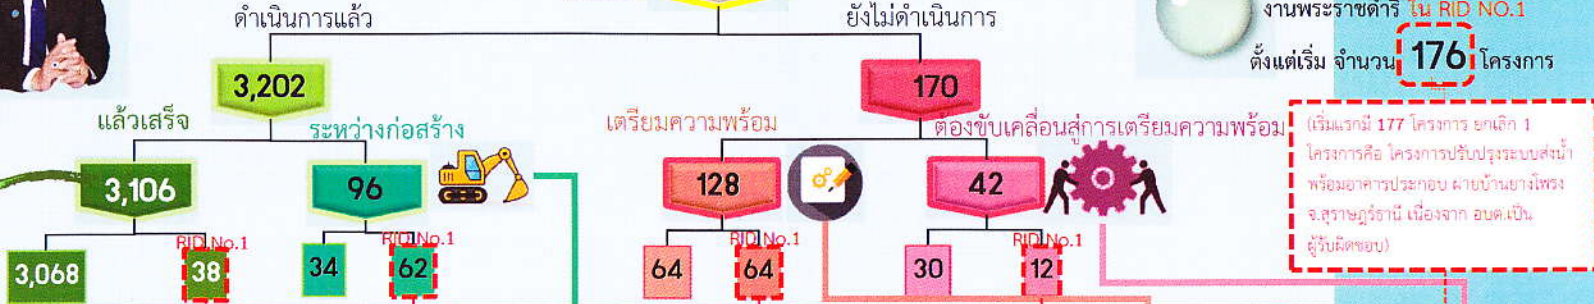 ดำเนินการแล้ว
ยังไม่ดำเนินการ
งานพระราชดำริ ใน RID NO.1
ตั้งแต่เริ่ม จำนวน 176 โครงการ
3,202
170
แล้วเสร็จ
ระหว่างก่อสร้าง
เตรียมความพร้อม
ต้องขับเคลื่อนสู่การเตรียมความพร้อม
3,106
96
128
42
(เริ่มแรกมี 177 โครงการ ยกเลิก 1
โครงการคือ โครงการปรับปรุงระบบส่งน้ำ
พร้อมอาคารประกอบ ฝายบ้านยางโพรง
จ.สุราษฎร์ธานี เนื่องจาก อบต.เป็น
ผู้รับผิดชอบ)
RID No.1
RID No.1
RID No.1
RID No.1
3,068
38
34
62
64
64
30
12